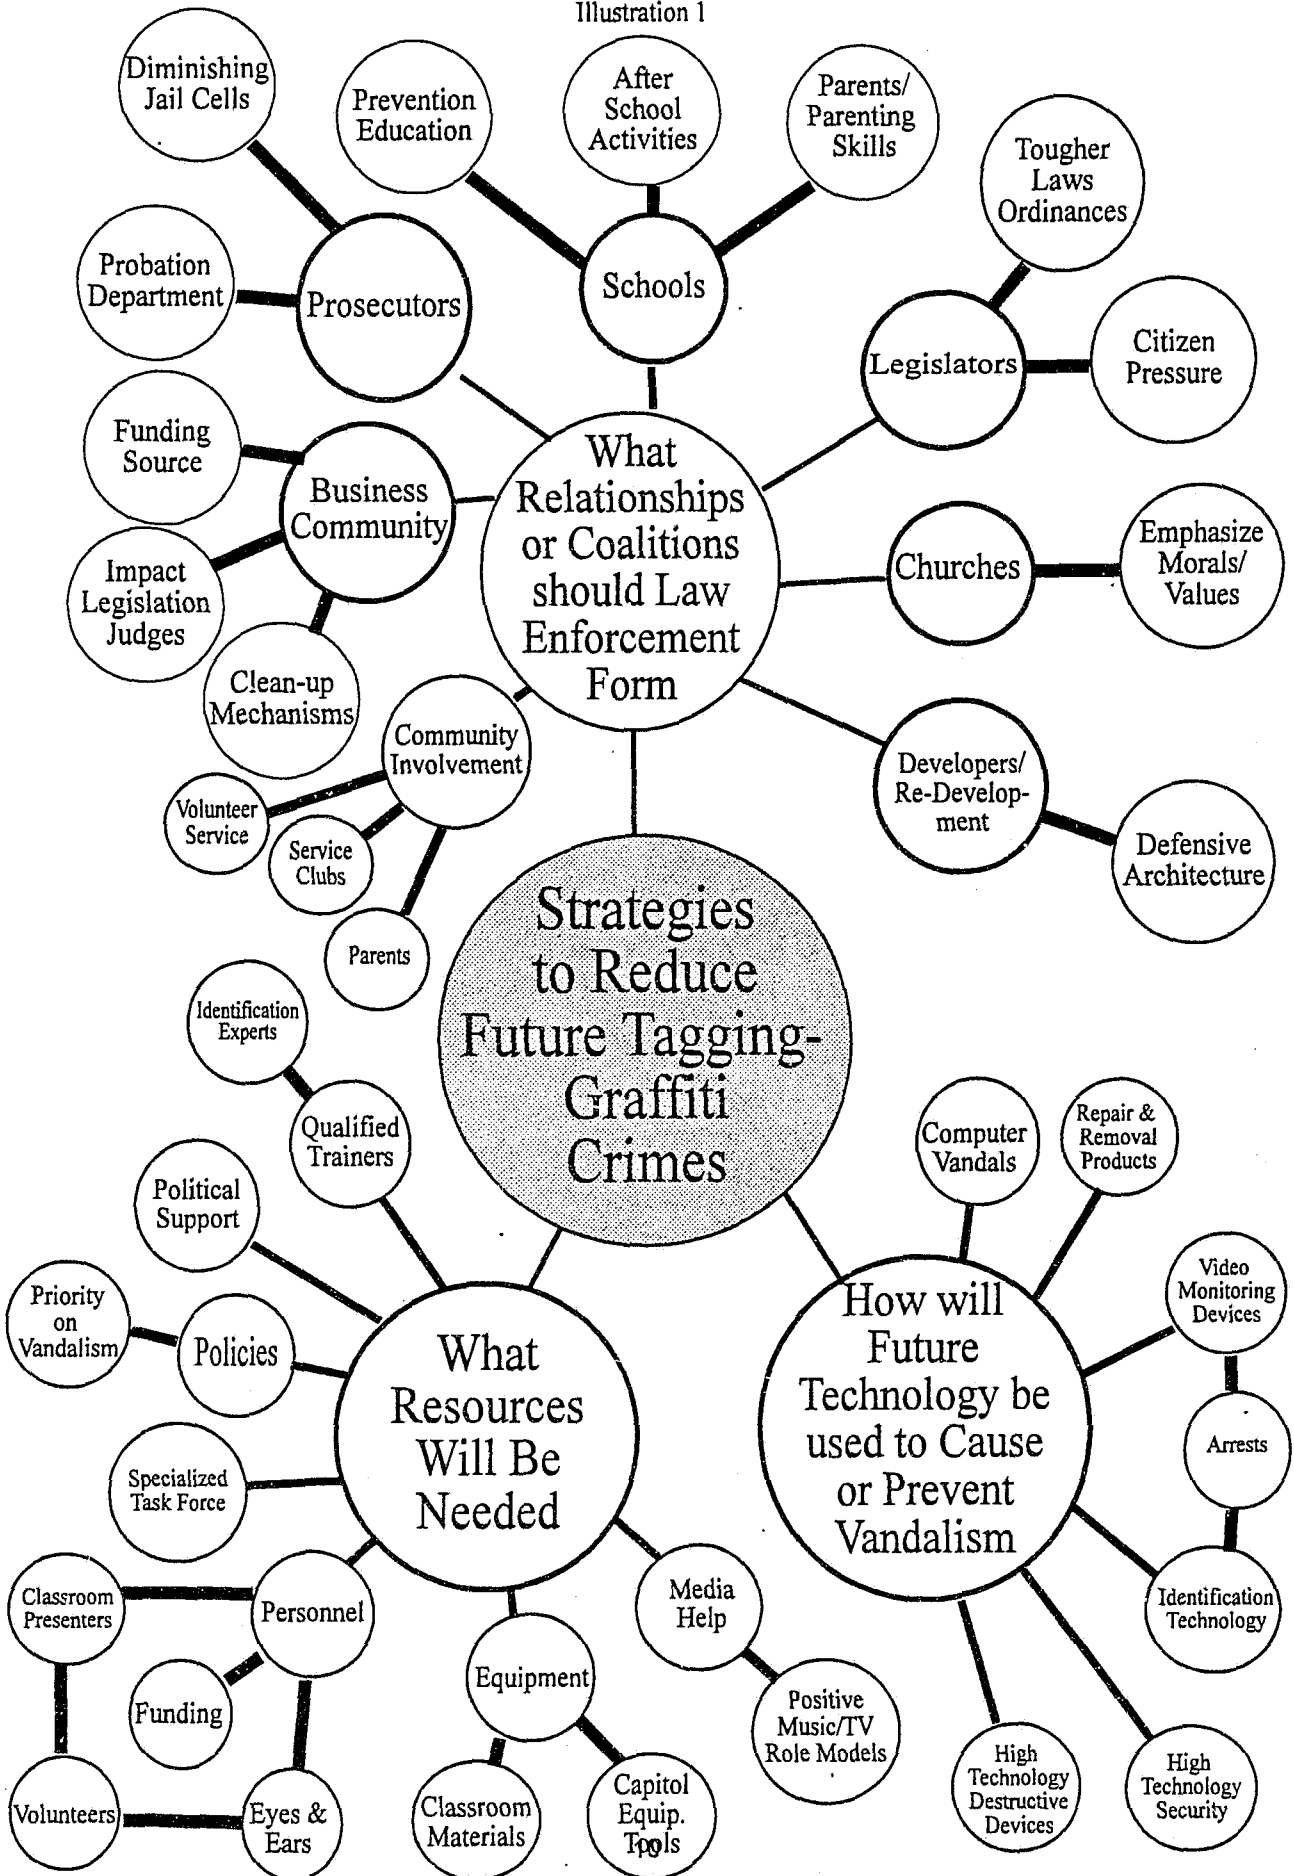 Illustration 1
Diminishing
Jail Cells
Prevention
Education
After
School
Activities
Parents/
Parenting
Skills
Tougher
Laws
Ordinances
Probation
Department
Prosecutors
Schools
Legislators
Citizen
Pressure
Funding
Source
Business
Community
Impact
Legislation
Judges
Clean-up
Mechanisms
What
Relationships
or Coalitions
should Law
Enforcement
Form
Churches
Emphasize
Morals/
Values
Community
Involvement
Volunteer
Service
Service
Clubs
Parents
Developers/
Re-Develop-
ment
Defensive
Architecture
Strategies
to Reduce
Future Tagging-
Graffiti
Crimes
Identification
Experts
Qualified
Trainers
Political
Support
Priority
on
Vandalism
Policies
What
Resources
Will Be
Needed
Specialized
Task Force
Classroom
Presenters
Personnel
Funding
Volunteers
Eyes &
Ears
Equipment
Classroom
Materials
Capitol
Equip.
Tools
10
Media
Help
Positive
Music/TV
Role Models
Computer
Vandals
Repair &
Removal
Products
How will
Future
Technology be
used to Cause
or Prevent
Vandalism
Video
Monitoring
Devices
Arrests
Identification
Technology
High
Technology
Destructive
Devices
High
Technology
Security